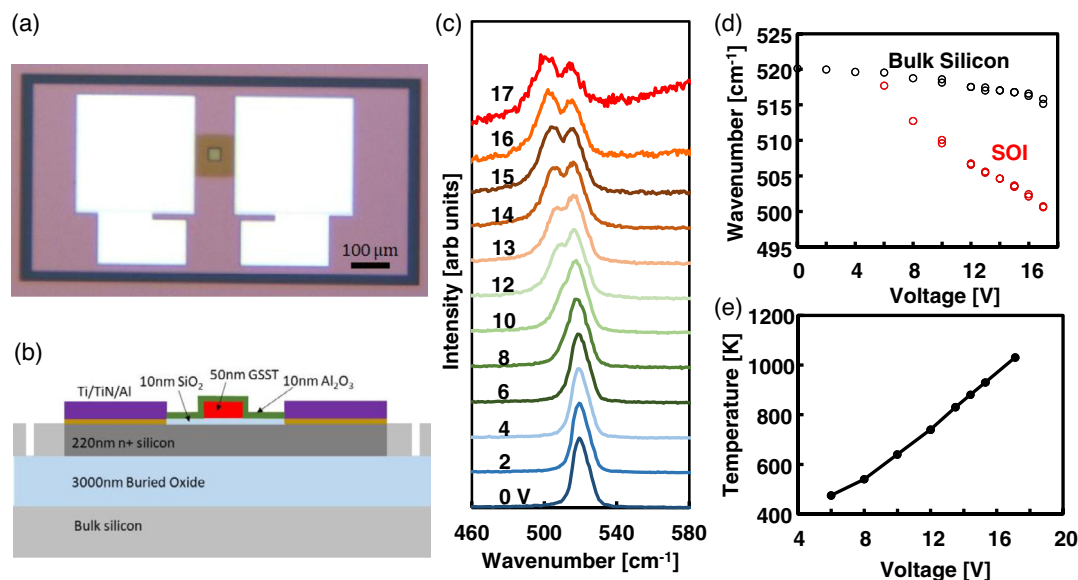 (a)
100 μm
(b)
10nm SiO₂
50nm GSST
10nm Al₂O₃
Ti/TiN/Al
220nm n+ silicon
3000nm Buried Oxide
Bulk silicon
(c)
Intensity [arb units]
17
16
15
14
13
12
10
8
6
4
2
0 V
460 500 540 580
Wavenumber [cm⁻¹]
(d)
Wavenumber [cm⁻¹]
525
520
515
510
505
500
495
Bulk Silicon
SOI
0 4 8 12 16
Voltage [V]
(e)
Temperature [K]
1200
1000
800
600
400
4 8 12 16 20
Voltage [V]